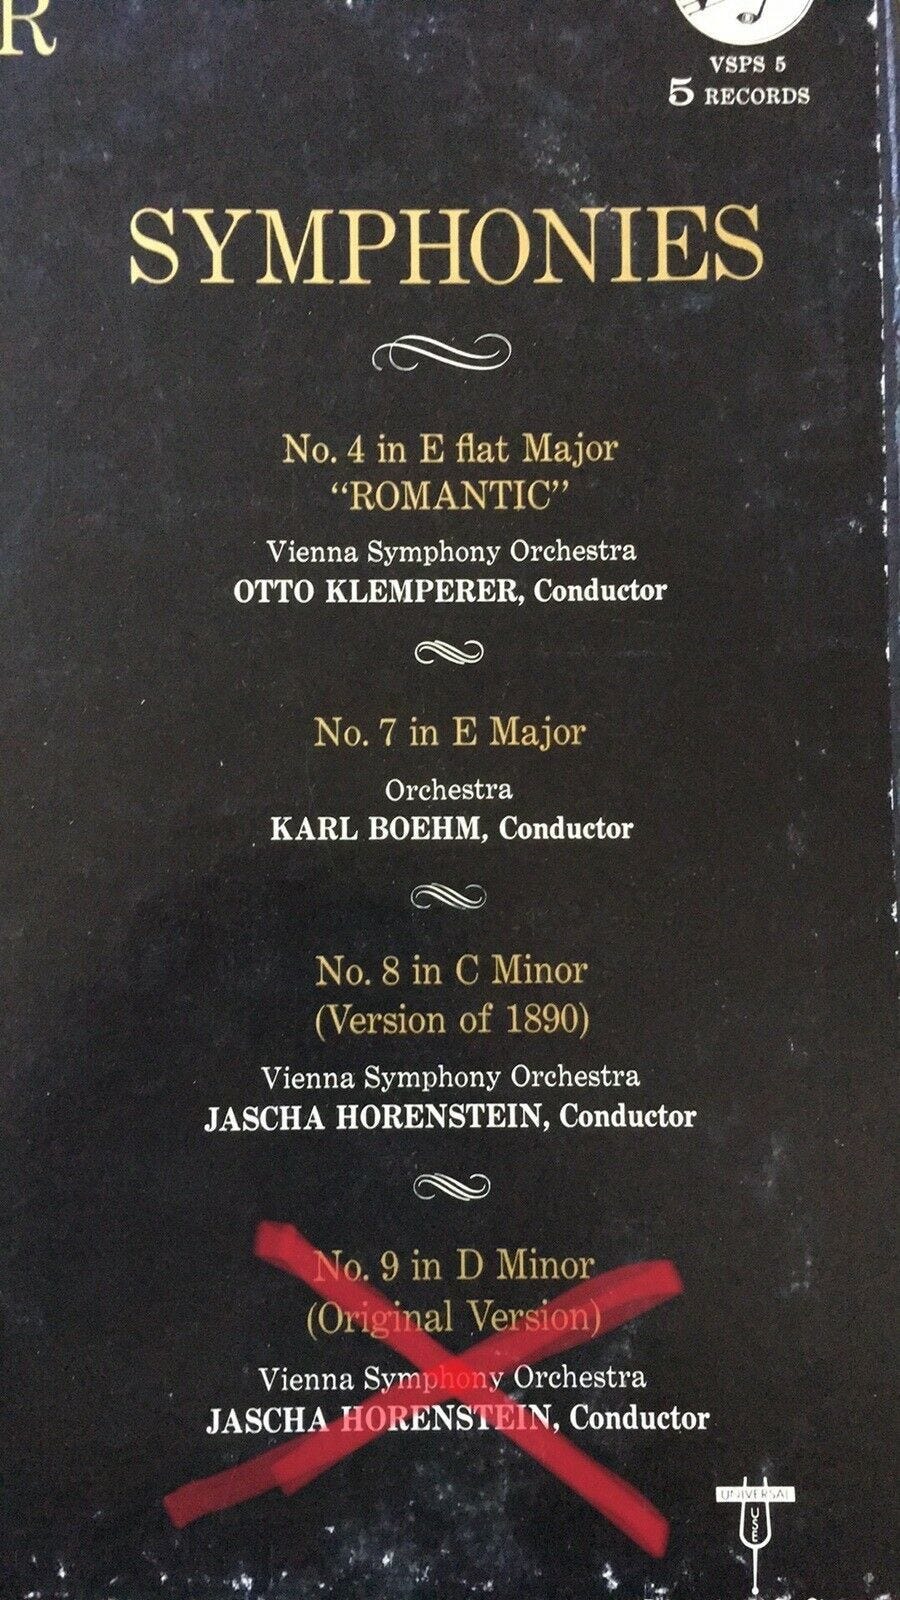 R
VSPS 5
5 RECORDS
SYMPHONIES
No. 4 in E flat Major
“ROMANTIC”
Vienna Symphony Orchestra
OTTO KLEMPERER, Conductor
No. 7 in E Major
Orchestra
KARL BOEHM, Conductor
No. 8 in C Minor
(Version of 1890)
Vienna Symphony Orchestra
JASCHA HORENSTEIN, Conductor
No. 9 in D Minor
(Original Version)
Vienna Symphony Orchestra
JASCHA HORENSTEIN, Conductor
UNIVERSAL
USE